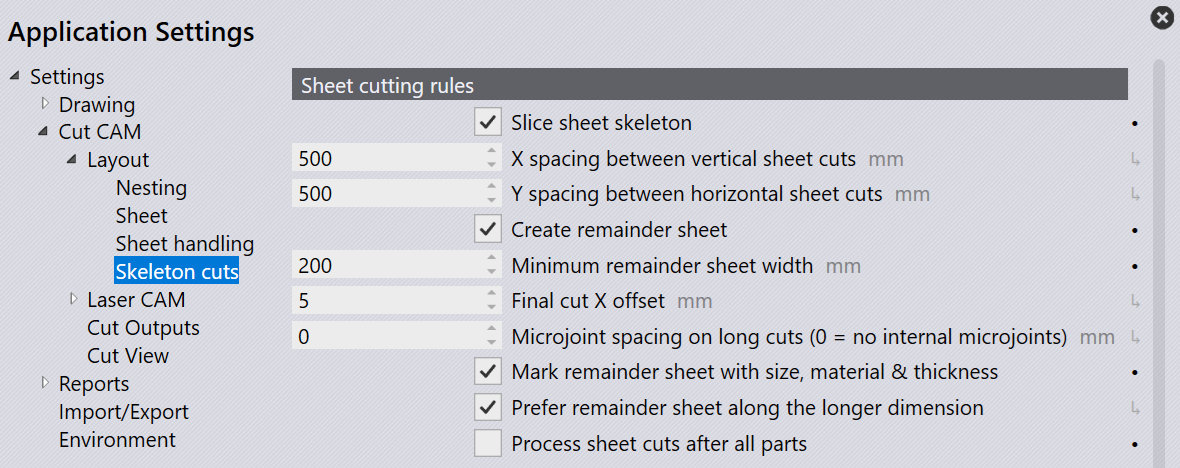 Application Settings
Settings
Drawing
Cut CAM
Layout
Nesting
Sheet
Sheet handling
Skeleton cuts
Laser CAM
Cut Outputs
Cut View
Reports
Import/Export
Environment
Sheet cutting rules
Slice sheet skeleton
500 X spacing between vertical sheet cuts mm
500 Y spacing between horizontal sheet cuts mm
Create remainder sheet
200 Minimum remainder sheet width mm
5 Final cut X offset mm
0 Microjoint spacing on long cuts (0 = no internal microjoints) mm
Mark remainder sheet with size, material & thickness
Prefer remainder sheet along the longer dimension
Process sheet cuts after all parts